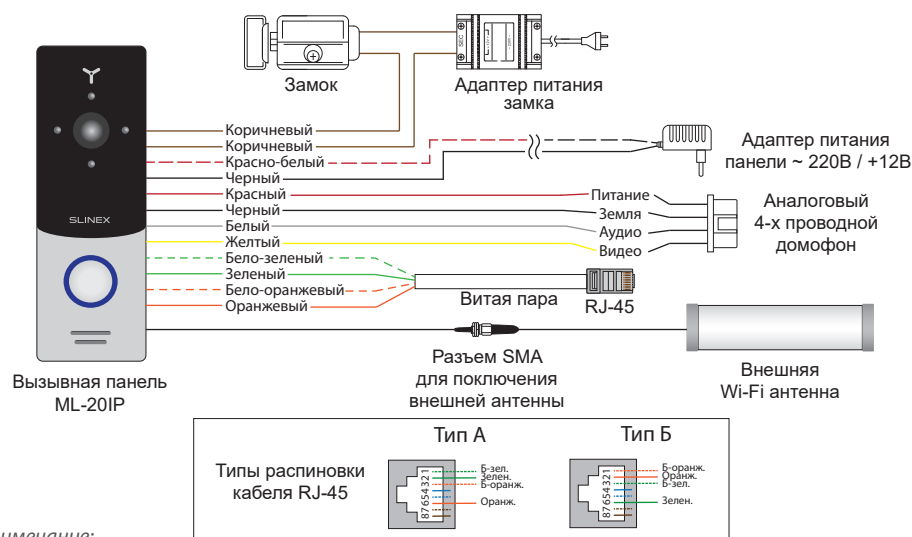 Замок
Адаптер питания
замка
SEC
SLINEX
Коричневый
Коричневый
Красно-белый
Черный
Красный
Черный
Белый
Желтый
Бело-зеленый
Зеленый
Бело-оранжевый
Оранжевый
Адаптер питания
панели ~ 220В / +12В
Питание
Земля
Аудио
Видео
Аналоговый
4-х проводной
домофон
Витая пара
RJ-45
Разъем SMA
для поключения
внешней антенны
Внешняя
Wi-Fi антенна
Вызывная панель
ML-20IP
Типы распиновки
кабеля RJ-45
Тип А
87654321
Б-зел.
Зелен.
Б-оранж.
Оранж.
Тип Б
87654321
Б-оранж.
Оранж.
Б-зел.
Зелен.